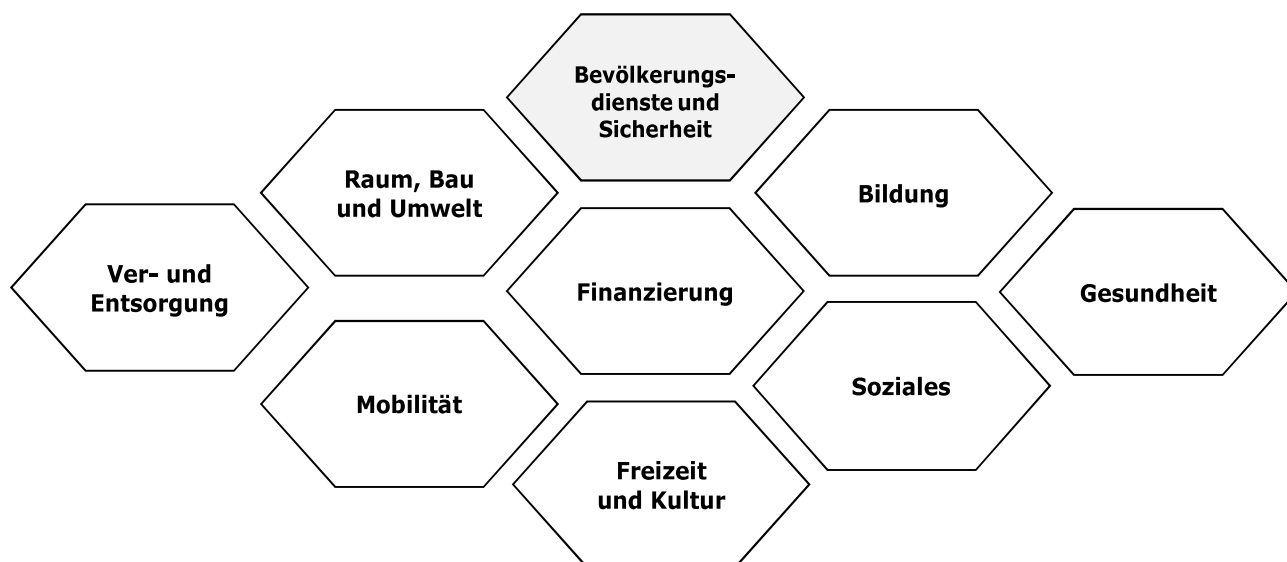 Bevölkerungs-
dienste und
Sicherheit
Raum, Bau
und Umwelt
Bildung
Ver- und
Entsorgung
Finanzierung
Gesundheit
Mobilität
Soziales
Freizeit
und Kultur